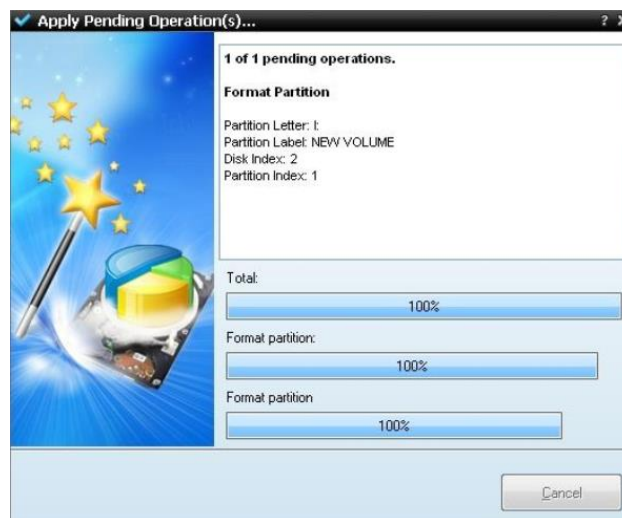 Apply Pending Operation(s)...
1 of 1 pending operations.
Format Partition
Partition Letter: I:
Partition Label: NEW VOLUME
Disk Index: 2
Partition Index: 1
Total:
100%
Format partition:
100%
Format partition
100%
Cancel